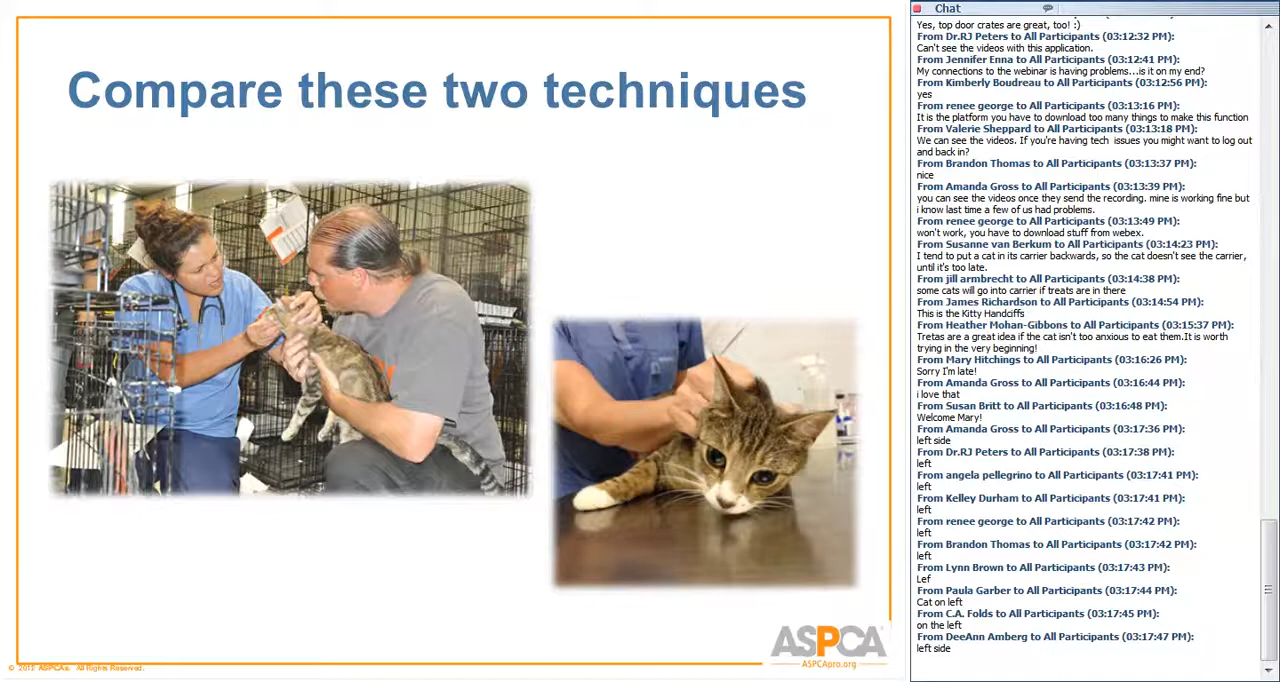 Compare these two techniques
ASPCA
ASPCApro.org
© 2012 ASPCA®. All Rights Reserved.
Chat
Yes, top door crates are great, too! :)
From Dr.RJ Peters to All Participants (03:12:32 PM):
Can't see the videos with this application.
From Jennifer Enna to All Participants (03:12:41 PM):
My connections to the webinar is having problems...is it on my end?
From Kimberly Boudreau to All Participants (03:12:56 PM):
yes
From renee george to All Participants (03:13:16 PM):
It is the platform you have to download too many things to make this function
From Valerie Sheppard to All Participants (03:13:18 PM):
We can see the videos. If you're having tech issues you might want to log out
and back in?
From Brandon Thomas to All Participants (03:13:37 PM):
nice
From Amanda Gross to All Participants (03:13:39 PM):
you can see the videos once they send the recording. mine is working fine but
i know last time a few of us had problems.
From renee george to All Participants (03:13:49 PM):
won't work, you have to download stuff from webex.
From Susanne van Berkum to All Participants (03:14:23 PM):
I tend to put a cat in its carrier backwards, so the cat doesn't see the carrier,
until it's too late.
From jill armbrecht to All Participants (03:14:38 PM):
some cats will go into carrier if treats are in there
From James Richardson to All Participants (03:14:54 PM):
This is the Kitty Handciffs
From Heather Mohan-Gibbons to All Participants (03:15:37 PM):
Tretas are a great idea if the cat isn't too anxious to eat them.It is worth
trying in the very beginning!
From Mary Hitchings to All Participants (03:16:26 PM):
Sorry I'm late!
From Amanda Gross to All Participants (03:16:44 PM):
i love that
From Susan Britt to All Participants (03:16:48 PM):
Welcome Mary!
From Amanda Gross to All Participants (03:17:36 PM):
left side
From Dr.RJ Peters to All Participants (03:17:38 PM):
left
From angela pellegrino to All Participants (03:17:41 PM):
left
From Kelley Durham to All Participants (03:17:41 PM):
left
From renee george to All Participants (03:17:42 PM):
left
From Brandon Thomas to All Participants (03:17:42 PM):
left
From Lynn Brown to All Participants (03:17:43 PM):
Lef
From Paula Garber to All Participants (03:17:44 PM):
Cat on left
From C.A. Folds to All Participants (03:17:45 PM):
on the left
From DeeAnn Amberg to All Participants (03:17:47 PM):
left side